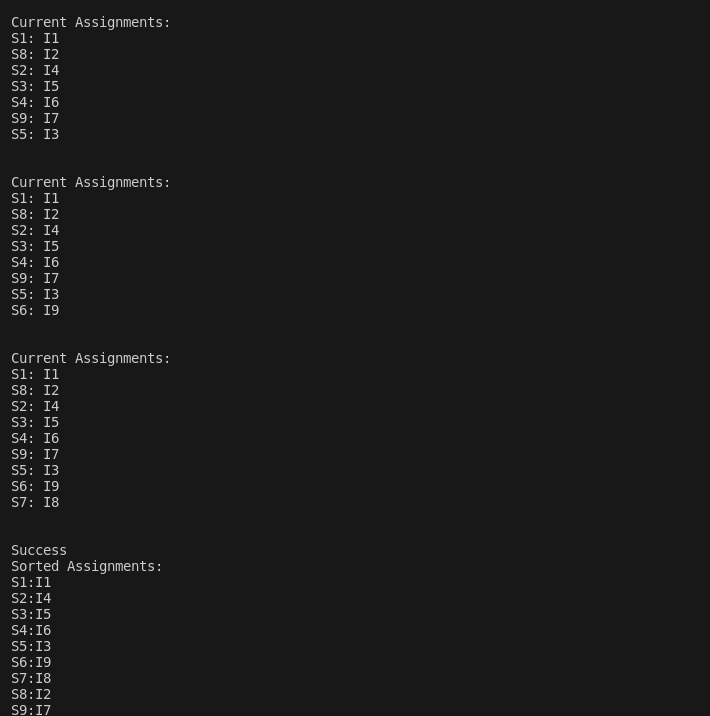 Current Assignments:
S1: I1
S8: I2
S2: I4
S3: I5
S4: I6
S9: I7
S5: I3
Current Assignments:
S1: I1
S8: I2
S2: I4
S3: I5
S4: I6
S9: I7
S5: I3
S6: I9
Current Assignments:
S1: I1
S8: I2
S2: I4
S3: I5
S4: I6
S9: I7
S5: I3
S6: I9
S7: I8
Success
Sorted Assignments:
S1:I1
S2:I4
S3:I5
S4:I6
S5:I3
S6:I9
S7:I8
S8:I2
S9:I7